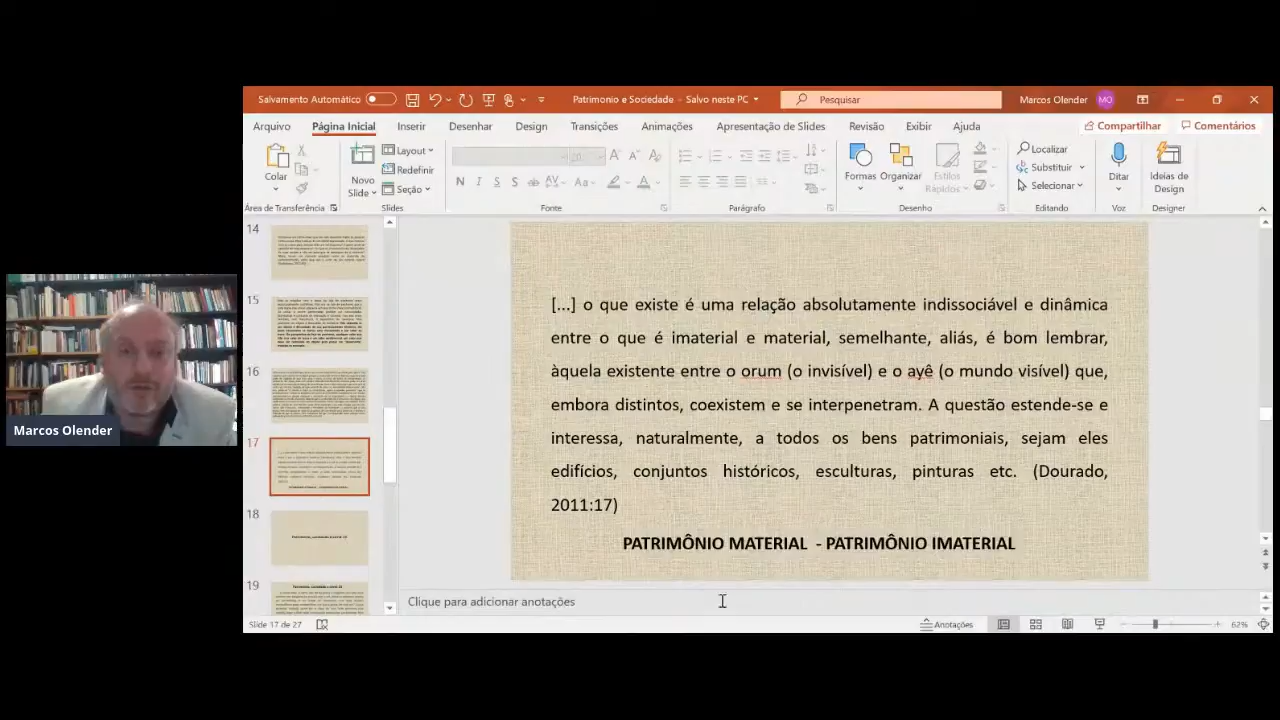 Salvamento Automático
Patrimonio e Sociedade - Salvo neste PC
Pesquisar
Marcos Olender
MO
Arquivo
Página Inicial
Inserir
Desenhar
Design
Transições
Animações
Apresentação de Slides
Revisão
Exibir
Ajuda
Compartilhar
Comentários
Colar
Novo
Slide
Layout
Redefinir
Seção
20
N I S S ab AV Aa A
Formas
Organizar
Estilos
Rápidos
Localizar
Substituir
Selecionar
Ditar
Ideias de
Design
Área de Transferência
Slides
Fonte
Parágrafo
Desenho
Editando
Voz
Designer
14
15
16
17
18
19
[...] o que existe é uma relação absolutamente indissociável e dinâmica
entre o que é imaterial e material, semelhante, aliás, é bom lembrar,
àquela existente entre o orum (o invisível) e o ayê (o mundo visível) que,
embora distintos, coexistem e se interpenetram. A questão estende-se e
interessa, naturalmente, a todos os bens patrimoniais, sejam eles
edifícios, conjuntos históricos, esculturas, pinturas etc. (Dourado,
2011:17)
PATRIMÔNIO MATERIAL - PATRIMÔNIO IMATERIAL
Clique para adicionar anotações
Slide 17 de 27
Anotações
62%
Marcos Olender